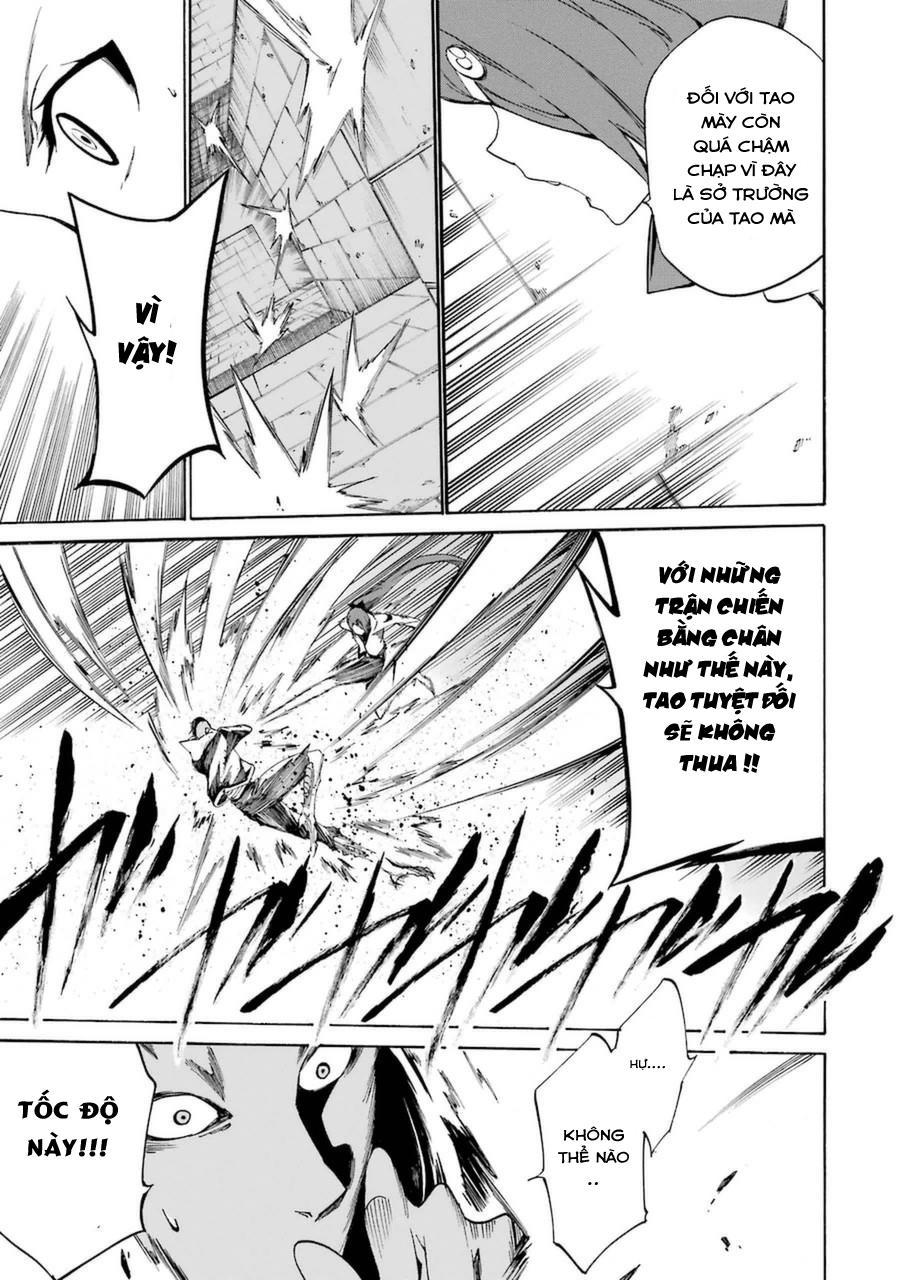 ĐỐI VỚI TAO
MÀY CÒN
QUÁ CHẬM
CHẠP VÌ ĐÂY
LÀ SỞ TRƯỜNG
CỦA TAO MÀ
VÌ
VẬY!
VỚI NHỮNG
TRẬN CHIẾN
BẰNG CHÂN
NHƯ THẾ NÀY,
TAO TUYỆT ĐỐI
SẼ KHÔNG
THUA !!
HỰ....
KHÔNG
THỂ NÀO
..
TỐC ĐỘ
NÀY!!!